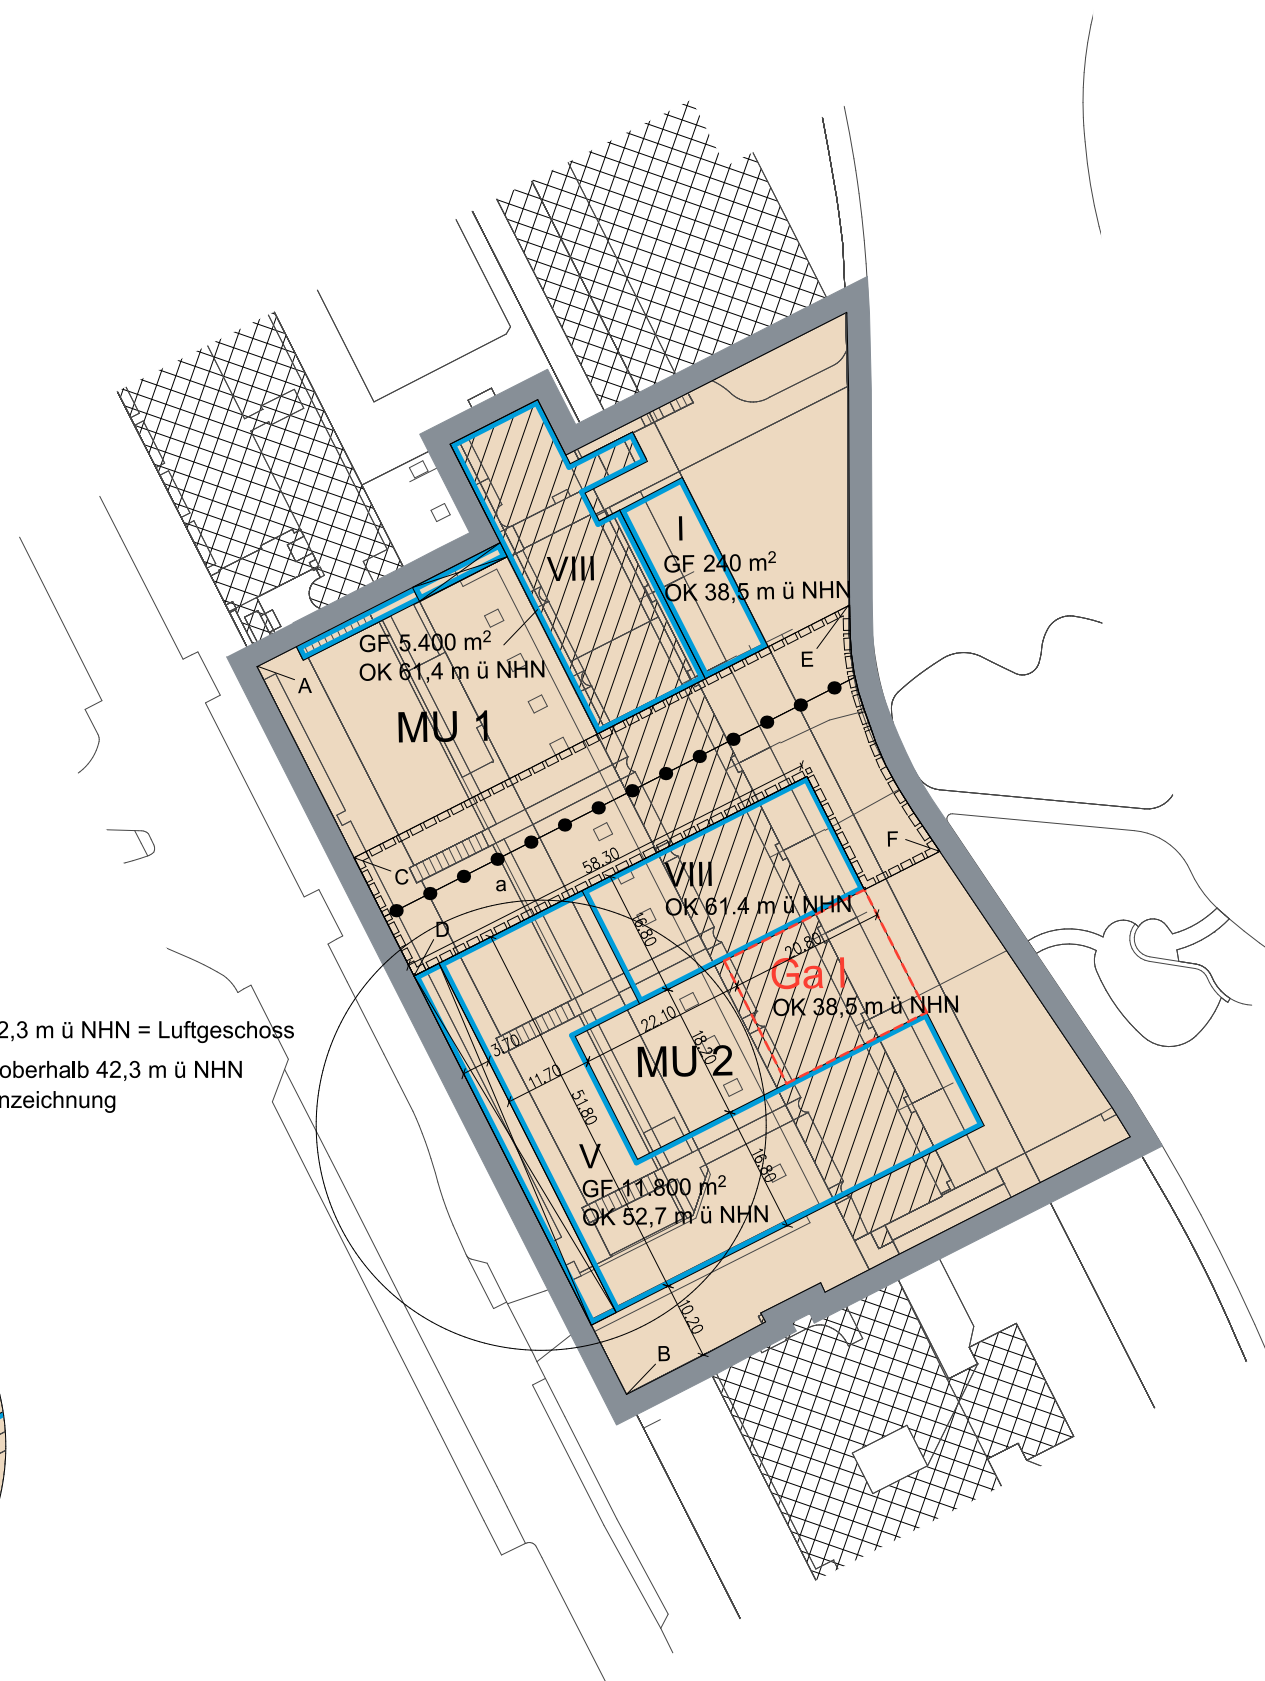 I
GF 240 m²
OK 38,5 m ü NHN
VIII
GF 5.400 m²
OK 61,4 m ü NHN
E
A
MU 1
C
a
58,30
F
VIII
OK 61.4 m ü NHN
D
16,80
20,80
Ga I
OK 38,5 m ü NHN
22,10
18,20
MU 2
3,70
11,70
51,80
2,3 m ü NHN = Luftgeschoss
oberhalb 42,3 m ü NHN
nzeichnung
V
GF 11.800 m²
OK 52,7 m ü NHN
16,80
10,20
B